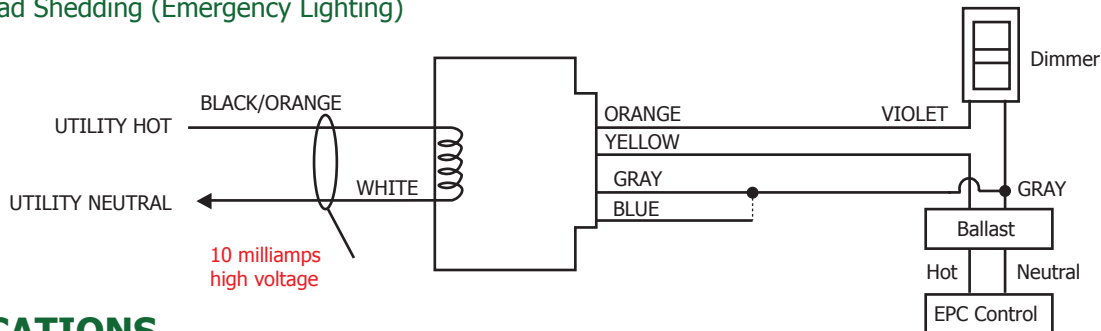 ad Shedding (Emergency Lighting)
Dimmer
BLACK/ORANGE
ORANGE
VIOLET
UTILITY HOT
YELLOW
GRAY
WHITE
GRAY
UTILITY NEUTRAL
BLUE
Ballast
10 milliamps
high voltage
Hot
Neutral
EPC Control
CATIONS